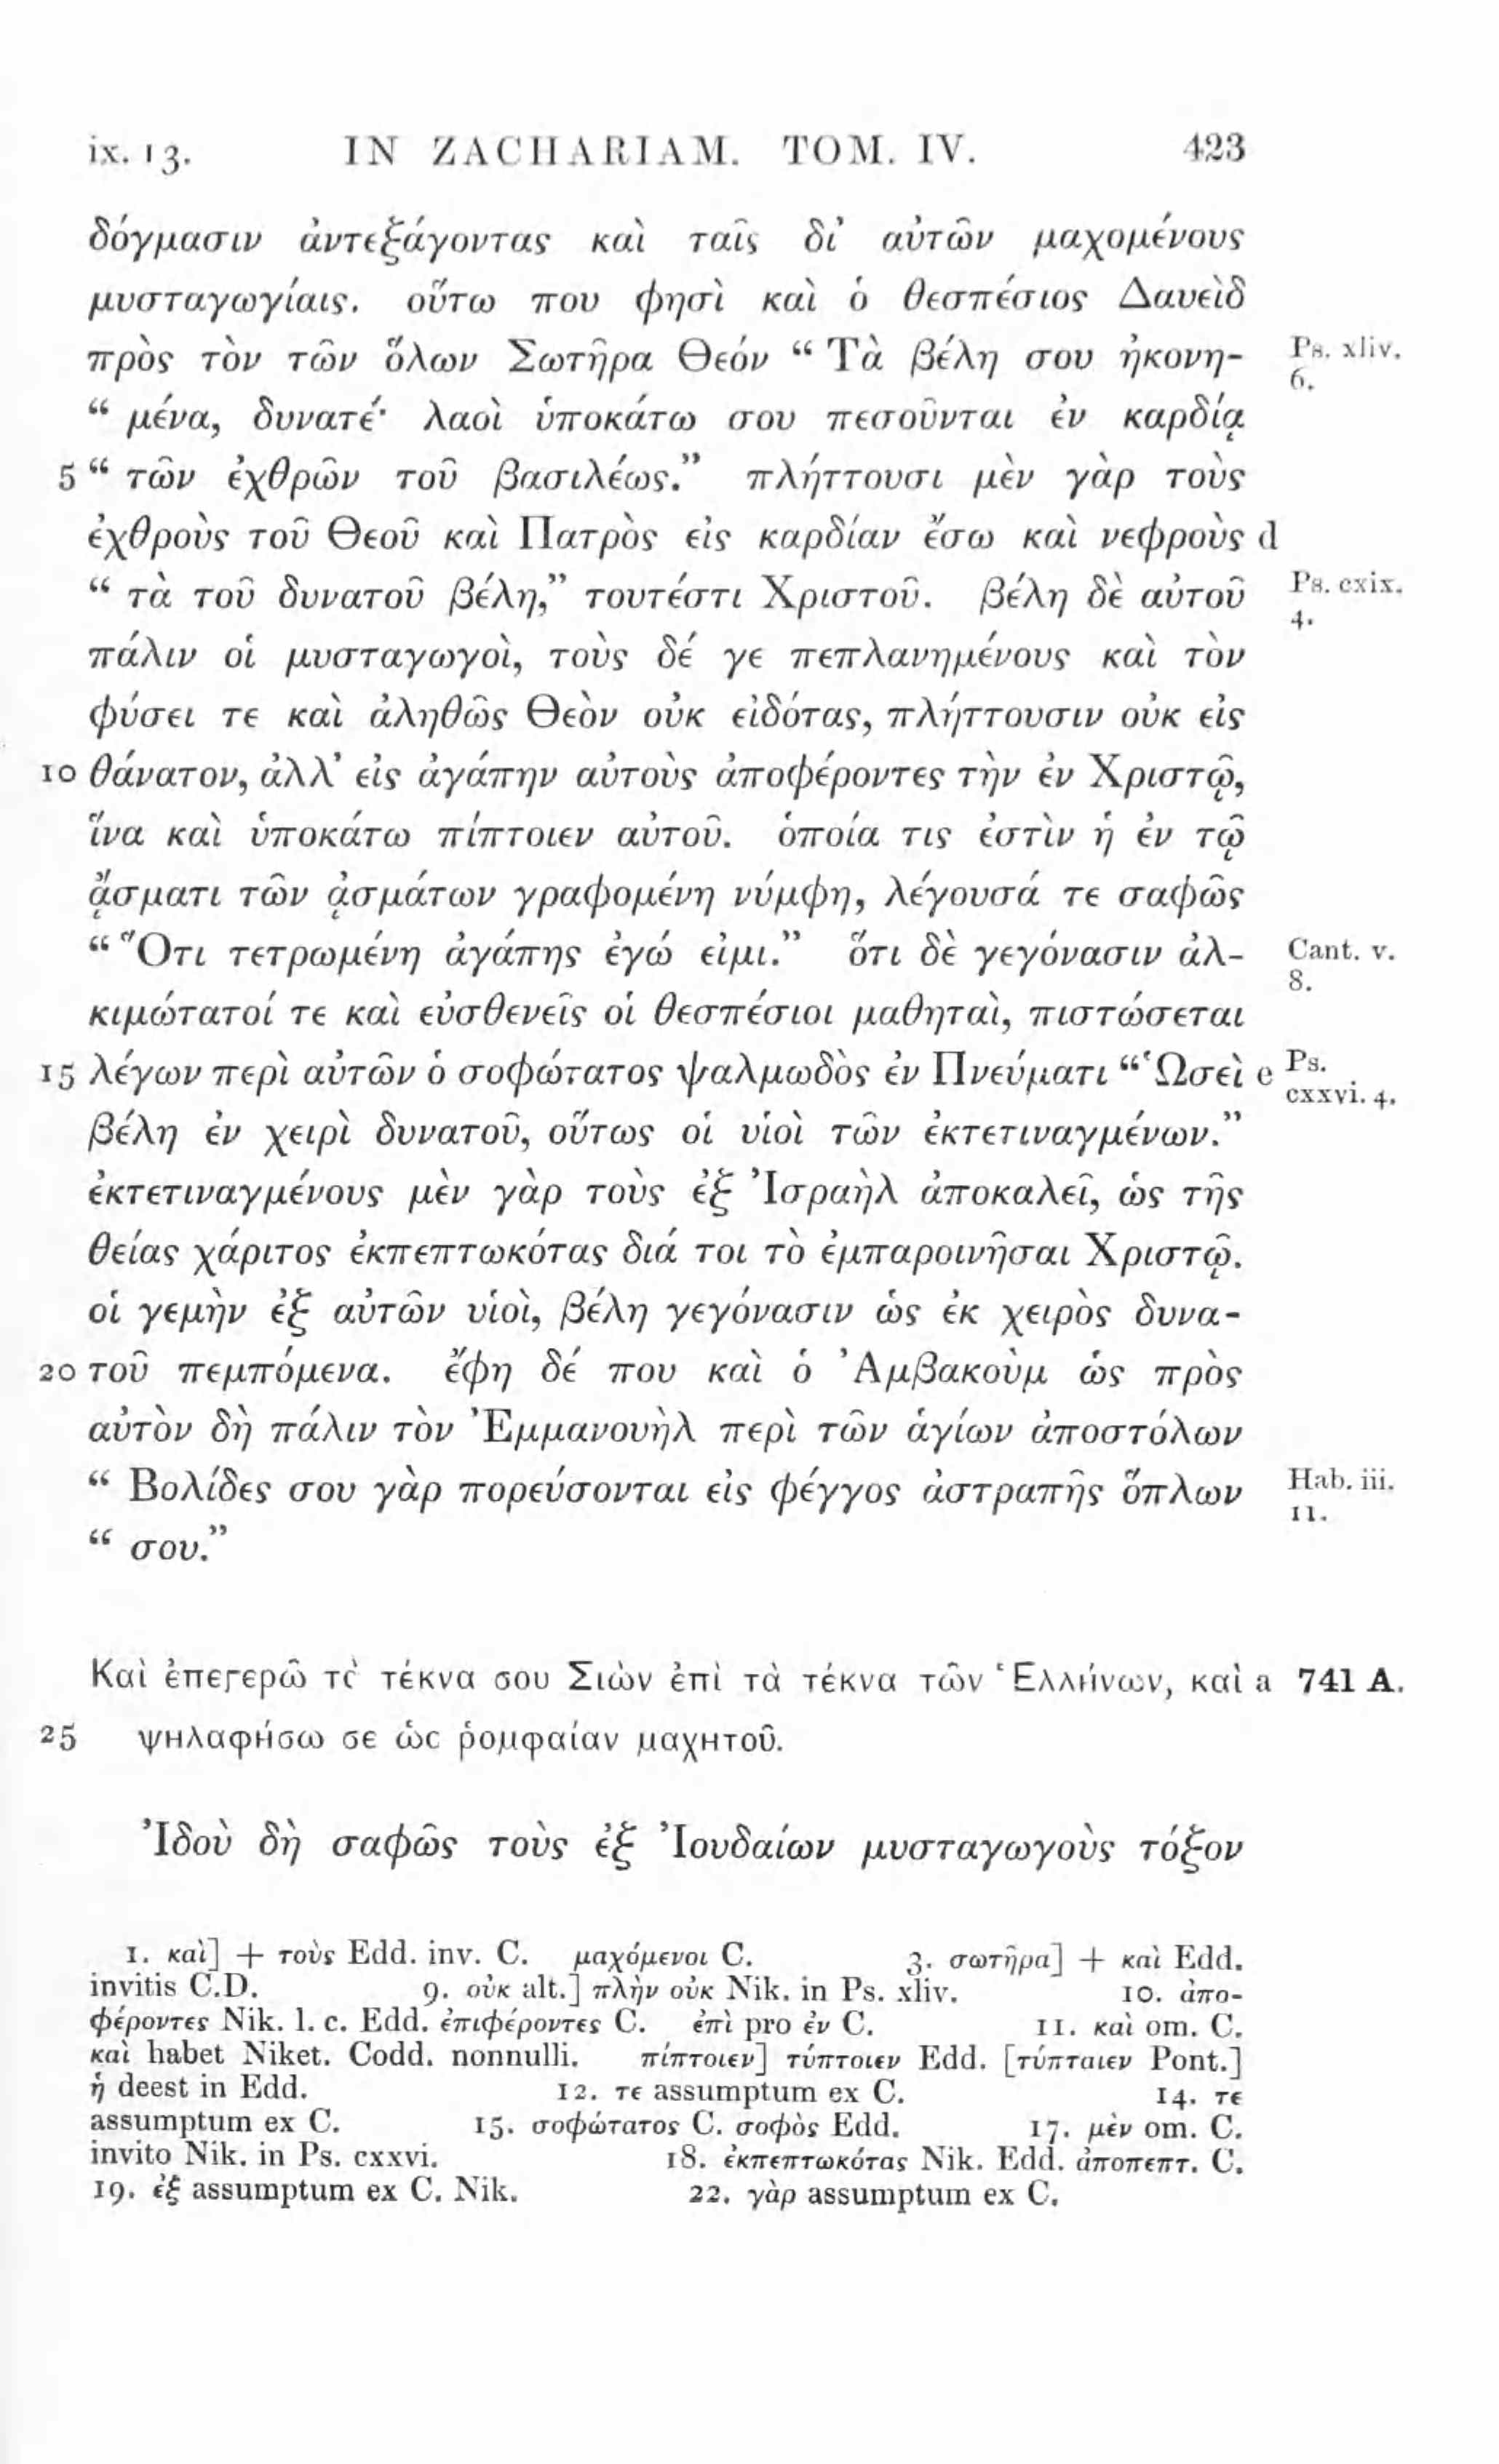 ix. 13. IN ZACHARIAM. TOM. IV. 423
δόγμασιν ἀντεξάγοντας καὶ ταῖς δι’ αὐτῶν μαχομένους
μυσταγωγίαις. οὕτω που φησὶ καὶ ὁ θεσπέσιος Δαυεὶδ
πρὸς τὸν τῶν ὅλων Σωτῆρα Θεόν “ Τὰ βέλη σου ἠκονη- Ps. xliv. 6.
“ μένα, δυνατέ· λαοὶ ὑποκάτω σου πεσοῦνται ἐν καρδίᾳ
5 “ τῶν ἐχθρῶν τοῦ βασιλέως.” πλήττουσι μὲν γὰρ τοὺς
ἐχθροὺς τοῦ Θεοῦ καὶ Πατρὸς εἰς καρδίαν ἔσω καὶ νεφροὺς d
“ τὰ τοῦ δυνατοῦ βέλη,” τουτέστι Χριστοῦ. βέλη δὲ αὐτοῦ Ps. cxix. 4.
πάλιν οἱ μυσταγωγοὶ, τοὺς δέ γε πεπλανημένους καὶ τὸν
φύσει τε καὶ ἀληθῶς Θεὸν οὐκ εἰδότας, πλήττουσιν οὐκ εἰς
10 θάνατον, ἀλλ’ εἰς ἀγάπην αὐτοὺς ἀποφέροντες τὴν ἐν Χριστῷ,
ἵνα καὶ ὑποκάτω πίπτοιεν αὐτοῦ. ὁποία τις ἐστὶν ἡ ἐν τῷ
ᾄσματι τῶν ᾀσμάτων γραφομένη νύμφη, λέγουσά τε σαφῶς
“ Ὅτι τετρωμένη ἀγάπης ἐγώ εἰμι.” ὅτι δὲ γεγόνασιν ἀλ- Cant. v. 8.
κιμώτατοί τε καὶ εὐσθενεῖς οἱ θεσπέσιοι μαθηταὶ, πιστώσεται
15 λέγων περὶ αὐτῶν ὁ σοφώτατος ψαλμωδὸς ἐν Πνεύματι “ Ὡσεὶ e Ps. cxxvi. 4.
βέλη ἐν χειρὶ δυνατοῦ, οὕτως οἱ υἱοὶ τῶν ἐκτετιναγμένων.”
ἐκτετιναγμένους μὲν γὰρ τοὺς ἐξ Ἰσραὴλ ἀποκαλεῖ, ὡς τῆς
θείας χάριτος ἐκπεπτωκότας διά τοι τὸ ἐμπαροινῆσαι Χριστῷ.
οἱ γεμὴν ἐξ αὐτῶν υἱοὶ, βέλη γεγόνασιν ὡς ἐκ χειρὸς δυνα-
20 τοῦ πεμπόμενα. ἔφη δέ που καὶ ὁ Ἀμβακοὺμ ὡς πρὸς
αὐτὸν δὴ πάλιν τὸν Ἐμμανουὴλ περὶ τῶν ἁγίων ἀποστόλων
“ Βολίδες σου γὰρ πορεύσονται εἰς φέγγος ἀστραπῆς ὅπλων Hab. iii. 11.
“ σου.”
Καὶ ἐπεγερῶ τὰ τέκνα σου Σιὼν ἐπὶ τὰ τέκνα τῶν Ἑλλήνων, καὶ a 741 A.
25 ψηλαφήσω σε ὡς ῥομφαίαν μαχητοῦ.
Ἰδοὺ δὴ σαφῶς τοὺς ἐξ Ἰουδαίων μυσταγωγοὺς τόξον
1. καὶ] + τοὺς Edd. inv. C. μαχόμενοι C. 3. σωτῆρα] + καὶ Edd.
invitis C.D. 9. οὐκ alt.] πλὴν οὐκ Nik. in Ps. xliv. 10. ἀπο-
φέροντες Nik. l. c. Edd. ἐπιφέροντες C. ἐπὶ pro ἐν C. 11. καὶ om. C.
καὶ habet Niket. Codd. nonnulli. πίπτοιεν] τύπτοιεν Edd. [τύπταιεν Pont.]
ἡ deest in Edd. 12. τε assumptum ex C. 14. τε
assumptum ex C. 15. σοφώτατος C. σοφὸς Edd. 17. μὲν om. C.
invito Nik. in Ps. cxxvi. 18. ἐκπεπτωκότας Nik. Edd. ἀποπεπτ. C.
19. ἐξ assumptum ex C. Nik. 22. γὰρ assumptum ex C.